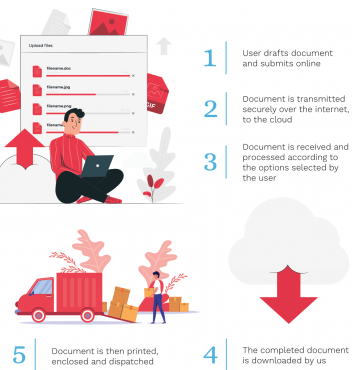 Upload files
filename.doc
filename.jpg
filename.png
filename
GIF
1
User drafts document
and submits online
2
Document is transmitted
securely over the internet,
to the cloud
3
Document is received and
processed according to
the options selected by
the user
4
The completed document
is downloaded by us
5
Document is then printed,
enclosed and dispatched